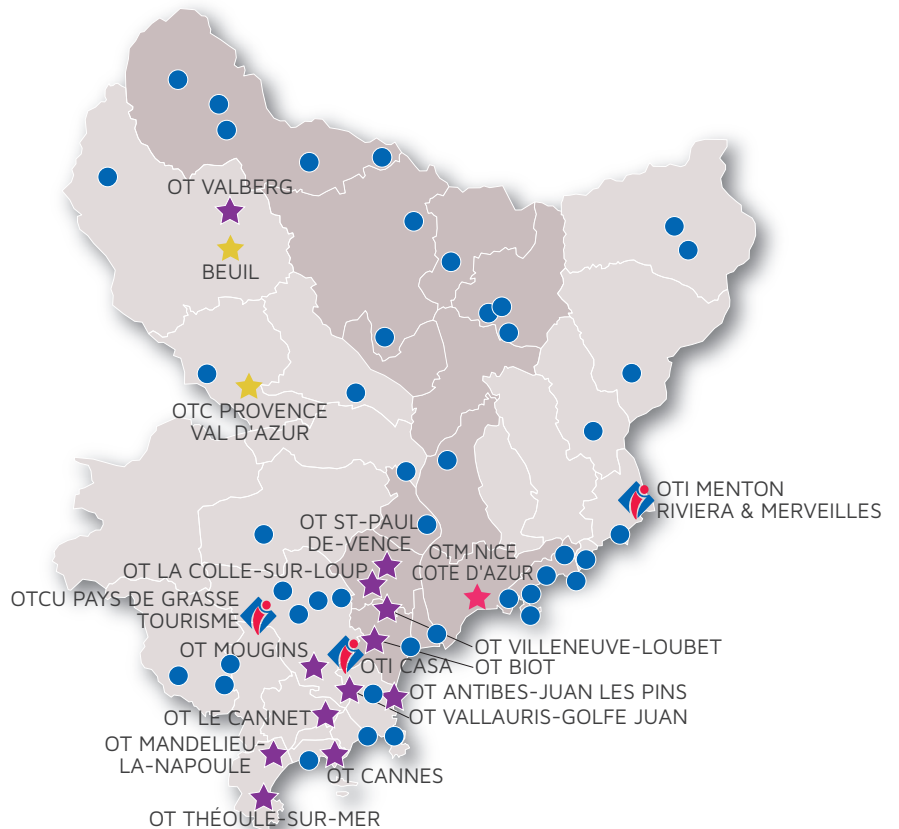 OT VALBERG
BEUIL
OTC PROVENCE
VAL D'AZUR
OTI MENTON
RIVIERA & MERVEILLES
OT ST-PAUL
DE-VENCE
OTM NICE
COTE D'AZUR
OT LA COLLE-SUR-LOUP
OTCU PAYS DE GRASSE
TOURISME
OT MOUGINS
OT VILLENEUVE-LOUBET
OTI CASA
OT BIOT
OT ANTIBES-JUAN LES PINS
OT VALLAURIS-GOLFE JUAN
OT LE CANNET
OT MANDELIEU-
LA-NAPOULE
OT CANNES
OT THÉOULE-SUR-MER